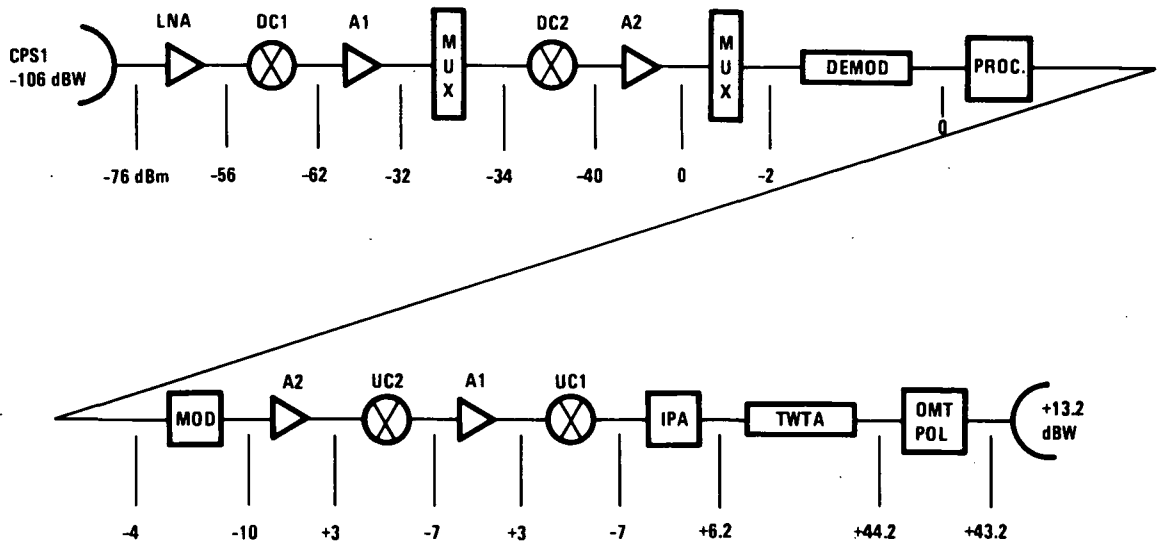 LNA DC1 A1 DC2 A2
CPS1
-106 dBW
MUX
MUX
DEMOD
PROC.
-76 dBm -56 -62 -32 -34 -40 0 -2 0
A2 UC2 A1 UC1
MOD
IPA
TWTA
OMT
POL
+13.2
dBW
-4 -10 +3 -7 +3 -7 +6.2 +44.2 +43.2